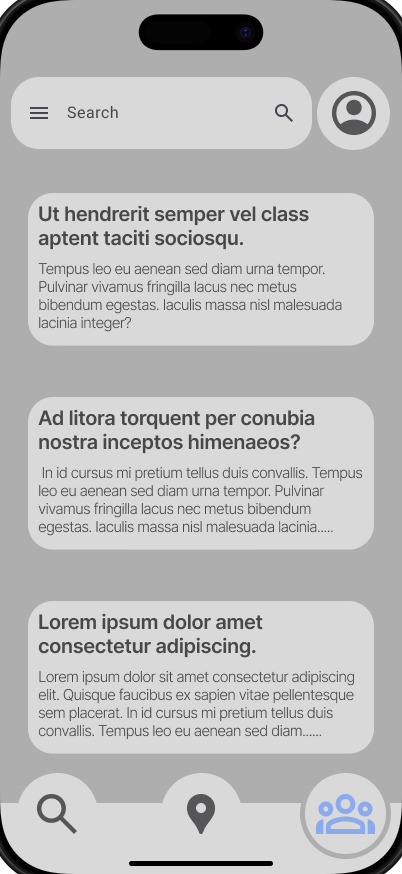 Search
Ut hendrerit semper vel class
aptent taciti sociosqu.
Tempus leo eu aenean sed diam urna tempor.
Pulvinar vivamus fringilla lacus nec metus
bibendum egestas. Iaculis massa nisl malesuada
lacinia integer?
Ad litora torquent per conubia
nostra inceptos himenaeos?
In id cursus mi pretium tellus duis convallis. Tempus
leo eu aenean sed diam urna tempor. Pulvinar
vivamus fringilla lacus nec metus bibendum
egestas. Iaculis massa nisl malesuada lacinia.....
Lorem ipsum dolor amet
consectetur adipiscing.
Lorem ipsum dolor sit amet consectetur adipiscing
elit. Quisque faucibus ex sapien vitae pellentesque
sem placerat. In id cursus mi pretium tellus duis
convallis. Tempus leo eu aenean sed diam......